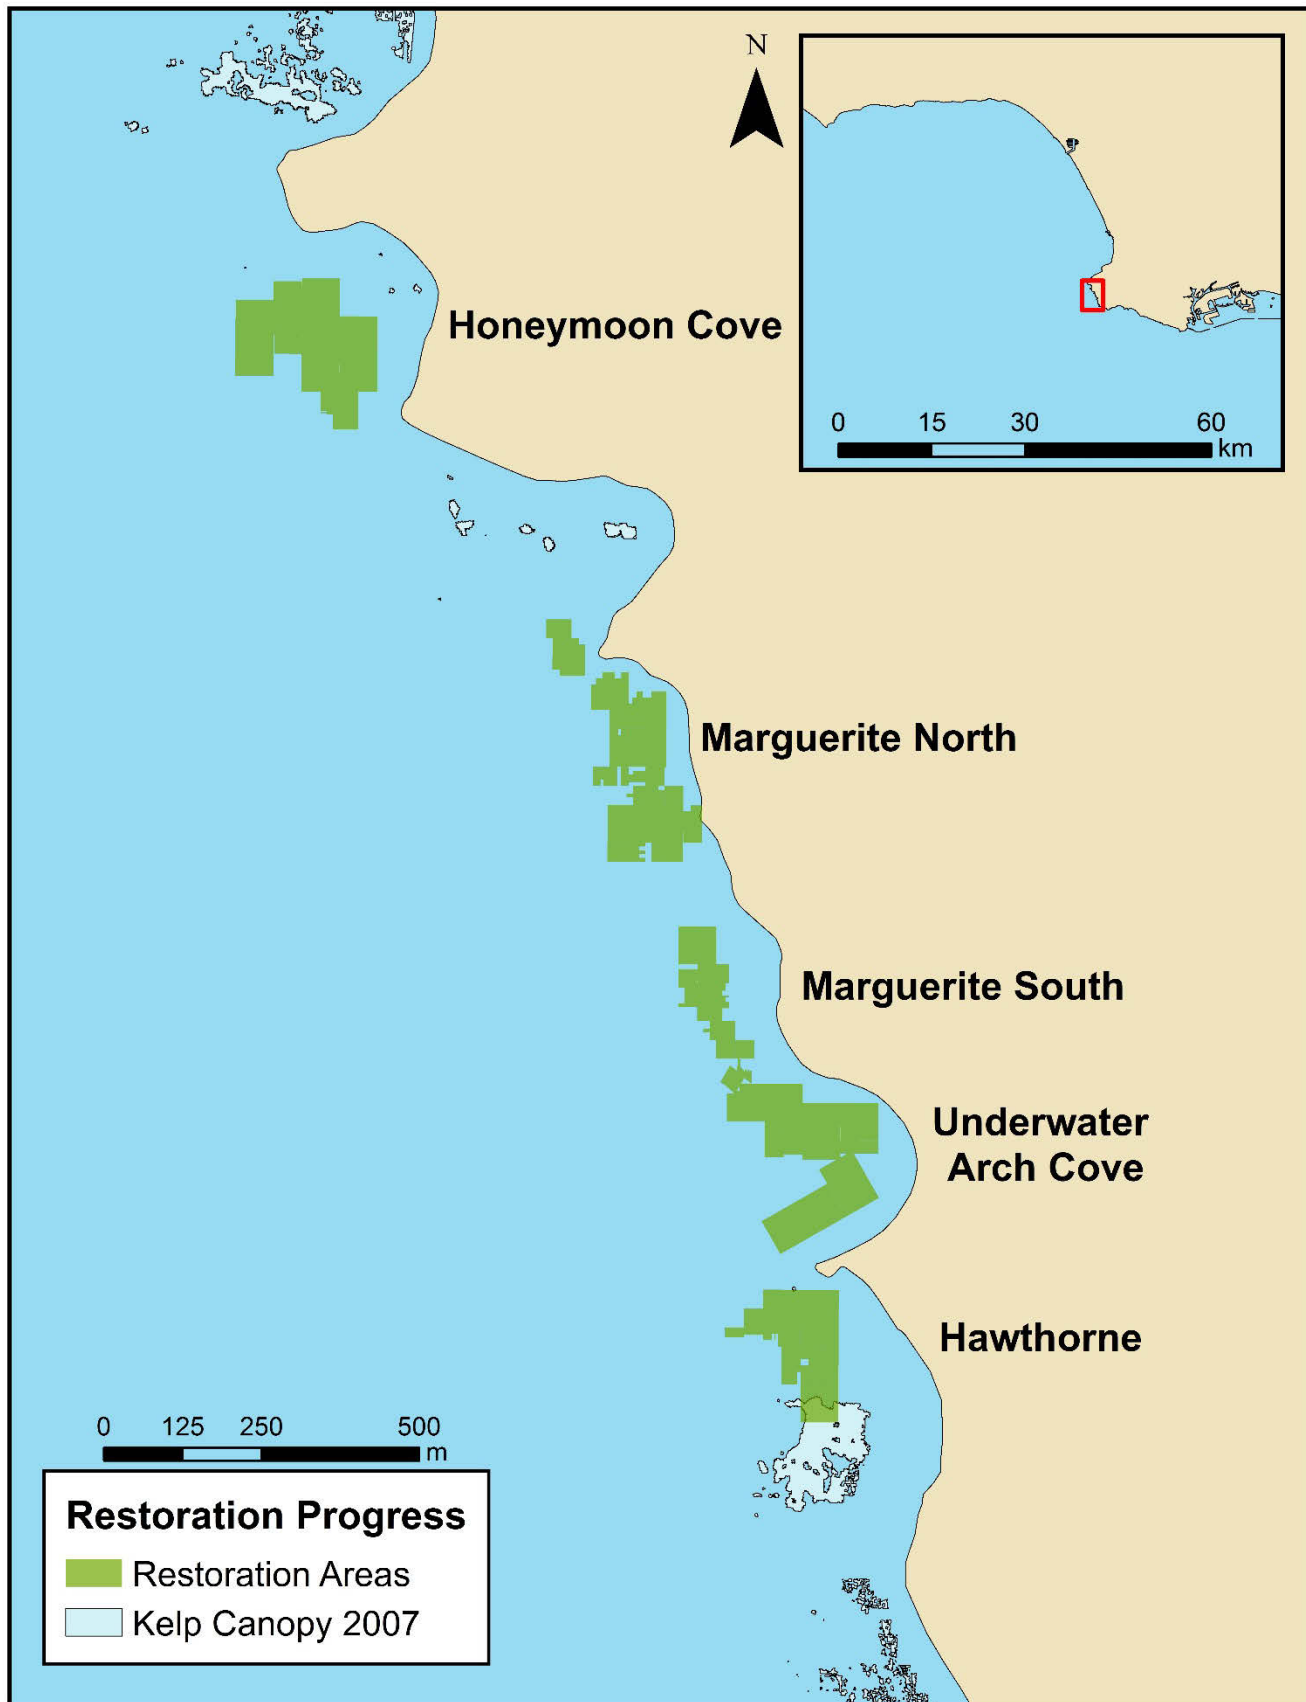 N
0 15 30 60
km
Honeymoon Cove
Marguerite North
Marguerite South
Underwater
Arch Cove
Hawthorne
0 125 250 500
m
Restoration Progress
Restoration Areas
Kelp Canopy 2007